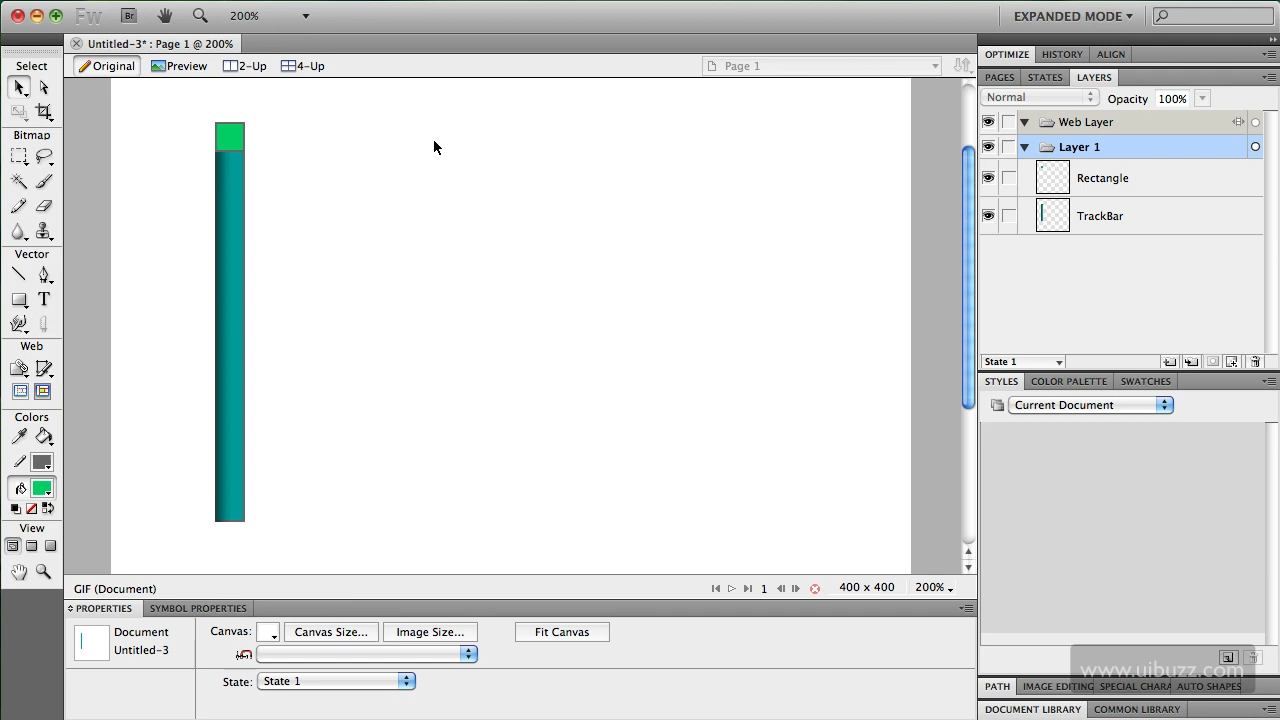 Fw Br 200% EXPANDED MODE
Untitled-3* : Page 1 @ 200%
Original Preview 2-Up 4-Up Page 1
Select
Bitmap
Vector
T
Web
Colors
View
OPTIMIZE HISTORY ALIGN
PAGES STATES LAYERS
Normal Opacity 100%
Web Layer
Layer 1
Rectangle
TrackBar
State 1
STYLES COLOR PALETTE SWATCHES
Current Document
GIF (Document) 1 400 x 400 200%
PROPERTIES SYMBOL PROPERTIES
Document
Untitled-3
Canvas: Canvas Size... Image Size... Fit Canvas
State: State 1
www.uibuzz.com
PATH IMAGE EDITING SPECIAL CHARA AUTO SHAPES
DOCUMENT LIBRARY COMMON LIBRARY